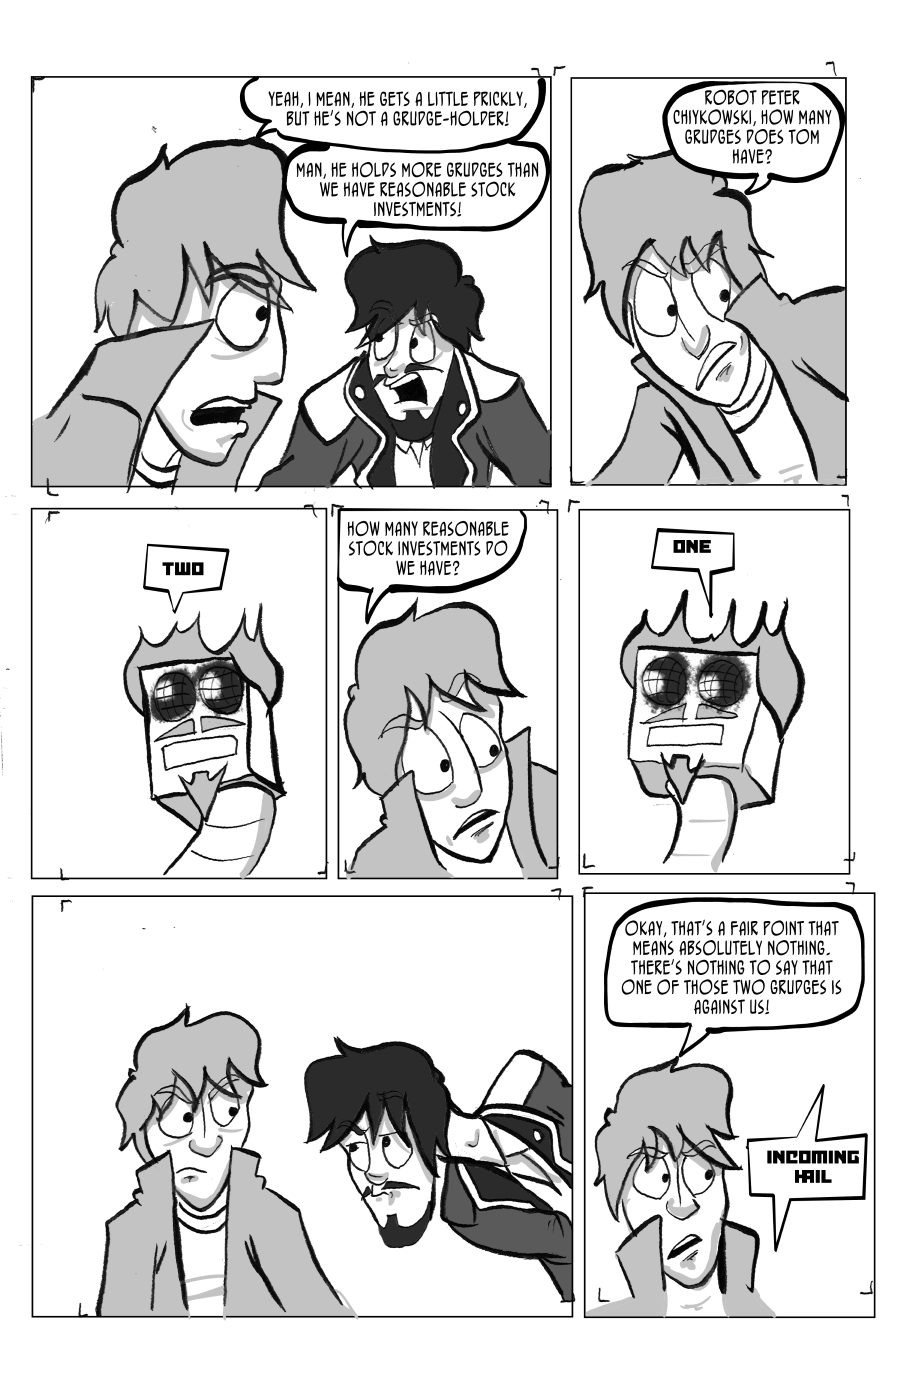 YEAH, I MEAN, HE GETS A LITTLE PRICKLY,
BUT HE'S NOT A GRUDGE-HOLDER!
MAN, HE HOLDS MORE GRUDGES THAN
WE HAVE REASONABLE STOCK
INVESTMENTS!
ROBOT PETER
CHIYKOWSKI, HOW MANY
GRUDGES DOES TOM
HAVE?
TWO
HOW MANY REASONABLE
STOCK INVESTMENTS DO
WE HAVE?
ONE
OKAY, THAT'S A FAIR POINT THAT
MEANS ABSOLUTELY NOTHING.
THERE'S NOTHING TO SAY THAT
ONE OF THOSE TWO GRUDGES IS
AGAINST US!
INCOMING
HAIL